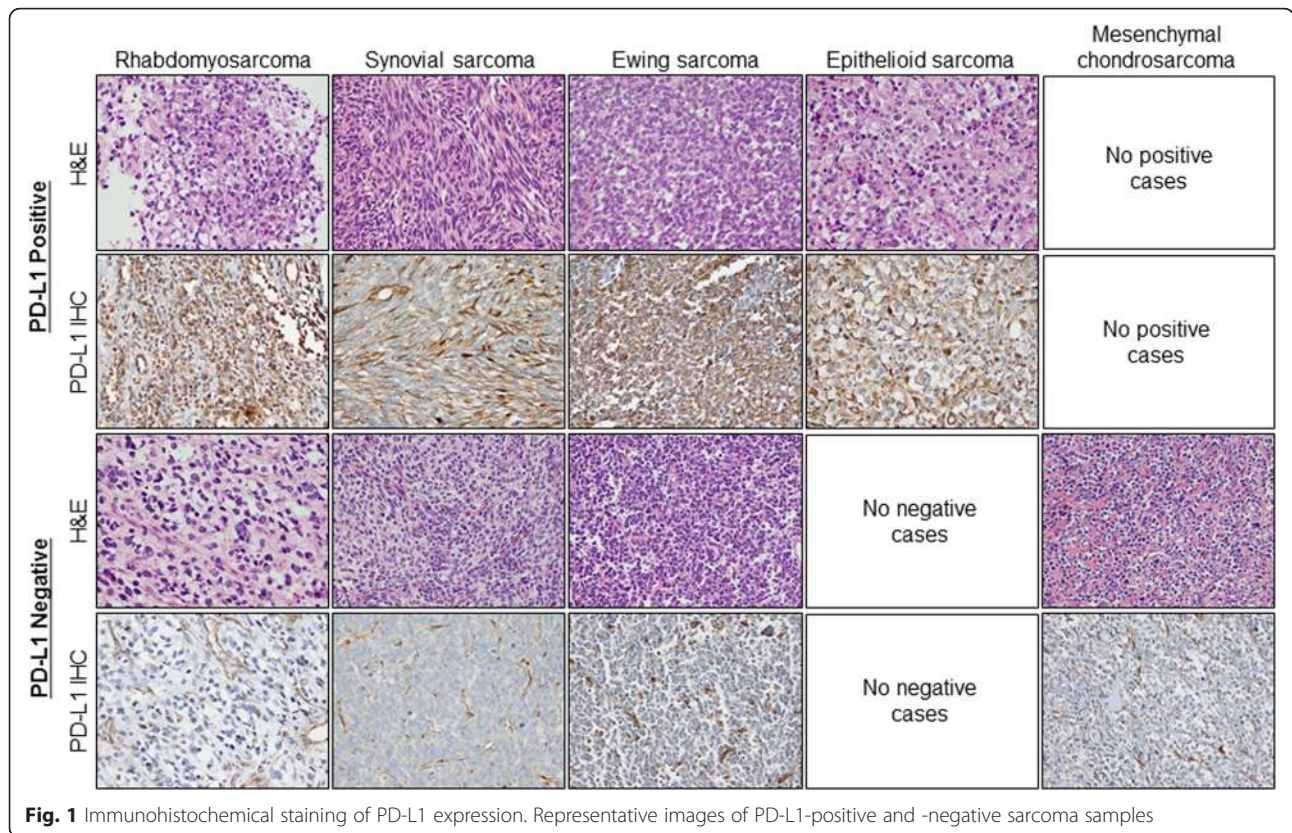 Rhabdomyosarcoma Synovial sarcoma Ewing sarcoma Epithelioid sarcoma Mesenchymal
chondrosarcoma
PD-L1 Positive
H&E
No positive
cases
PD-L1 IHC
No positive
cases
PD-L1 Negative
H&E
No negative
cases
PD-L1 IHC
No negative
cases
Fig. 1 Immunohistochemical staining of PD-L1 expression. Representative images of PD-L1-positive and -negative sarcoma samples